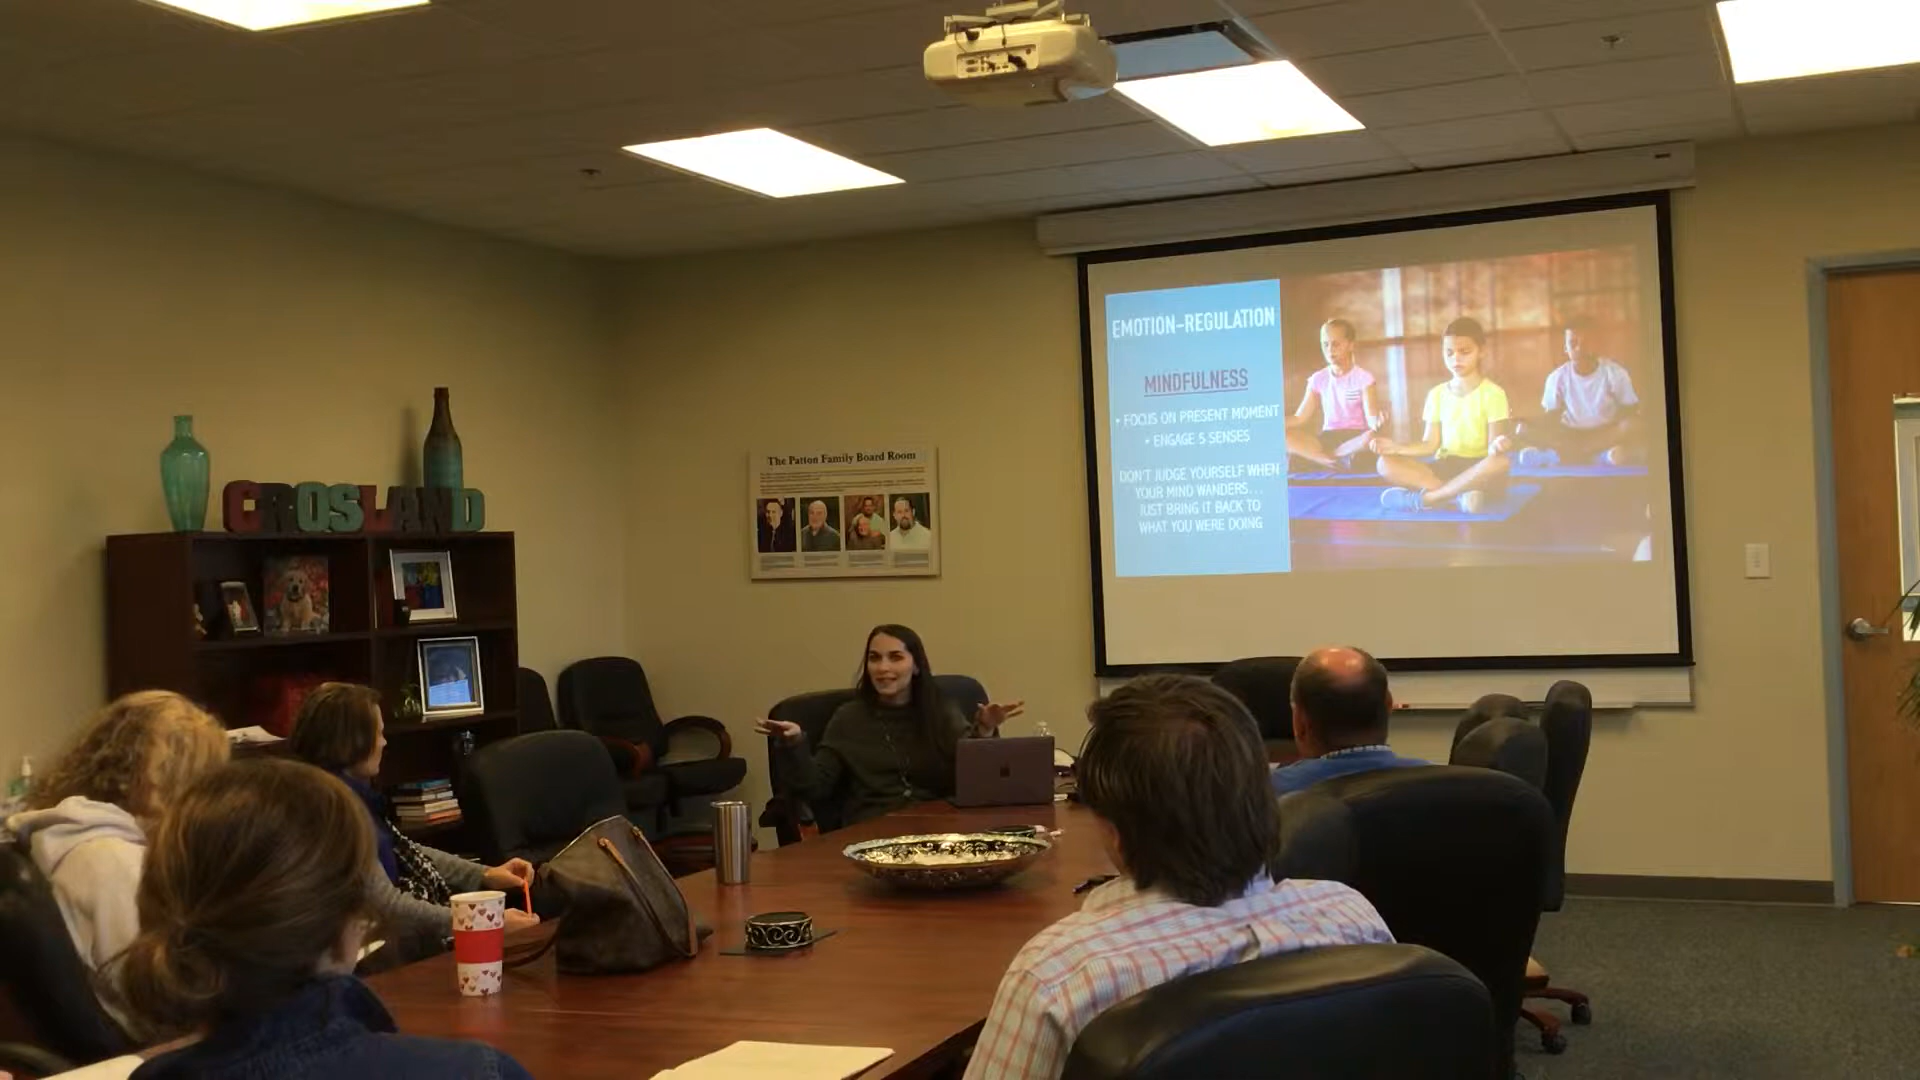 EMOTION-REGULATION
MINDFULNESS
• FOCUS ON PRESENT MOMENT
• ENGAGE 5 SENSES
DON'T JUDGE YOURSELF WHEN
YOUR MIND WANDERS...
JUST BRING IT BACK TO
WHAT YOU WERE DOING
The Patton Family Board Room
CROSLAND